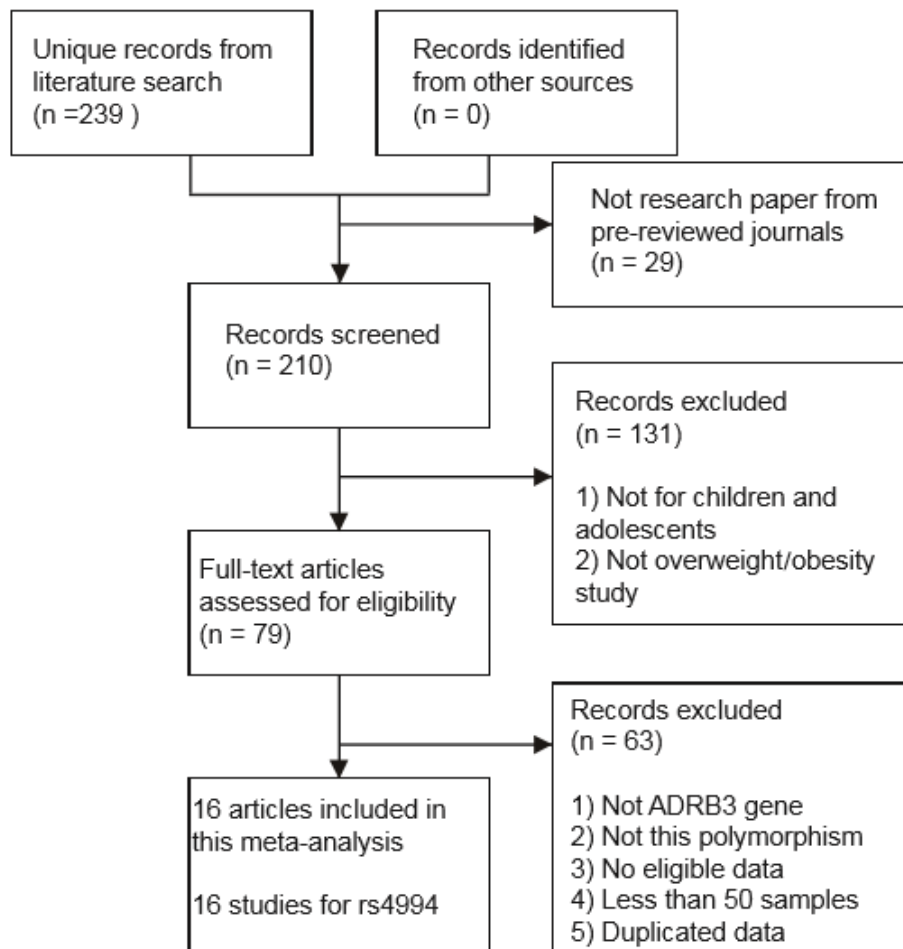 Unique records from
literature search
(n =239 )
Records identified
from other sources
(n = 0)
Not research paper from
pre-reviewed journals
(n = 29)
Records screened
(n = 210)
Records excluded
(n = 131)
1) Not for children and
adolescents
2) Not overweight/obesity
study
Full-text articles
assessed for eligibility
(n = 79)
Records excluded
(n = 63)
1) Not ADRB3 gene
2) Not this polymorphism
3) No eligible data
4) Less than 50 samples
5) Duplicated data
16 articles included in
this meta-analysis
16 studies for rs4994